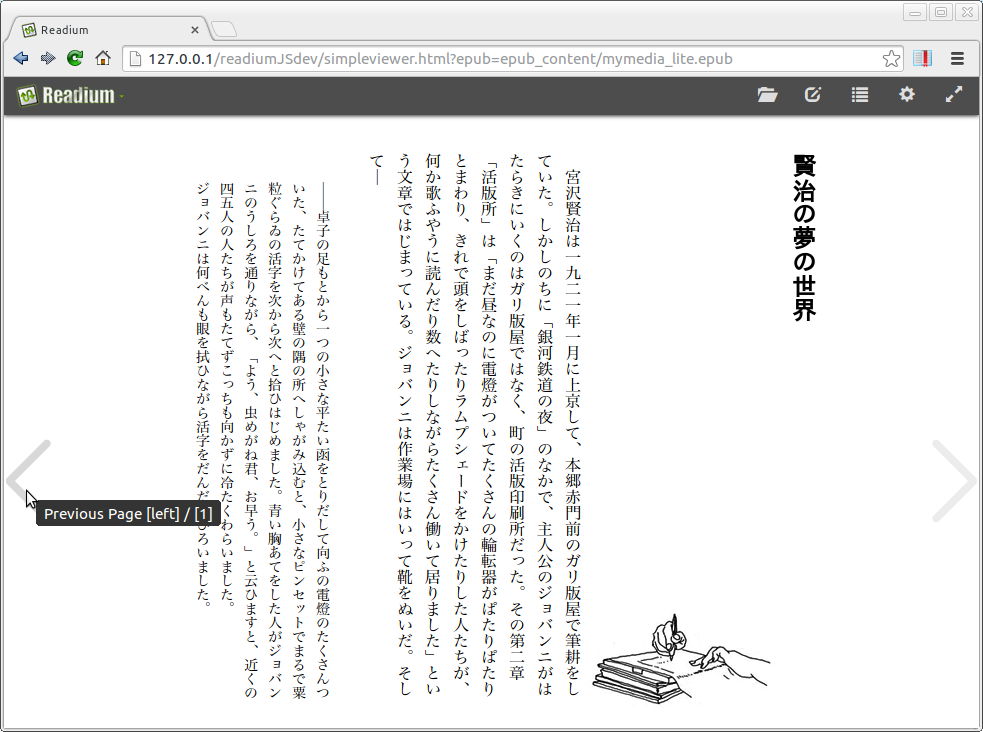 Readium
127.0.0.1/readiumJSdev/simpleviewer.html?epub=epub_content/mymedia_lite.epub
Readium
賢治の夢の世界
宮沢賢治は一九二一年一月に上京して、本郷赤門前のガリ版屋で筆耕をし
ていた。しかしのちに「銀河鉄道の夜」のなかで、主人公のジョバンニがは
たらきにいくのはガリ版屋ではなく、町の活版印刷所だった。その第二章
「活版所」は「まだ昼なのに電燈がついてたくさんの輪転器がばたりばたり
とまわり、きれで頭をしばったりラムプシェードをかけたりした人たちが、
何か歌ふやうに読んだり数へたりしながらたくさん働いて居りました」とい
う文章ではじまっている。ジョバンニは作業場にはいって靴をぬいだ。そし
て―
――卓子の足もとから一つの小さな平たい函をとりだして向ふの電燈のたくさんつ
いた、たてかけてある壁の隅の所へしゃがみ込むと、小さなピンセットでまるで粟
粒ぐらゐの活字を次から次へと拾ひはじめました。青い胸あてをした人がジョバン
ニのうしろを通りながら、「よう、虫めがね君、お早う。」と云ひますと、近くの
四五人の人たちが声もたてずこっちも向かずに冷たくわらいました。
ジョバンニは何べんも眼を拭ひながら活字をだんだ ろいました。
Previous Page [left] / [1]